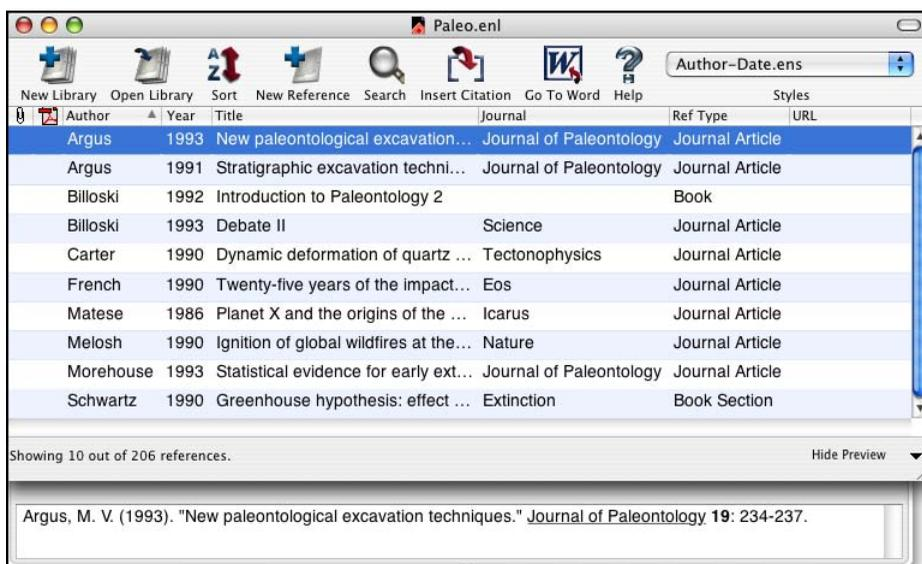 Paleo.enl
New Library Open Library Sort New Reference Search Insert Citation Go To Word Help Author-Date.ens Styles
Author Year Title Journal Ref Type URL
Argus 1993 New paleontological excavation... Journal of Paleontology Journal Article
Argus 1991 Stratigraphic excavation techni... Journal of Paleontology Journal Article
Billoski 1992 Introduction to Paleontology 2 Book
Billoski 1993 Debate II Science Journal Article
Carter 1990 Dynamic deformation of quartz ... Tectonophysics Journal Article
French 1990 Twenty-five years of the impact... Eos Journal Article
Matese 1986 Planet X and the origins of the ... Icarus Journal Article
Melosh 1990 Ignition of global wildfires at the... Nature Journal Article
Morehouse 1993 Statistical evidence for early ext... Journal of Paleontology Journal Article
Schwartz 1990 Greenhouse hypothesis: effect ... Extinction Book Section
Showing 10 out of 206 references. Hide Preview
Argus, M. V. (1993). "New paleontological excavation techniques." Journal of Paleontology 19: 234-237.